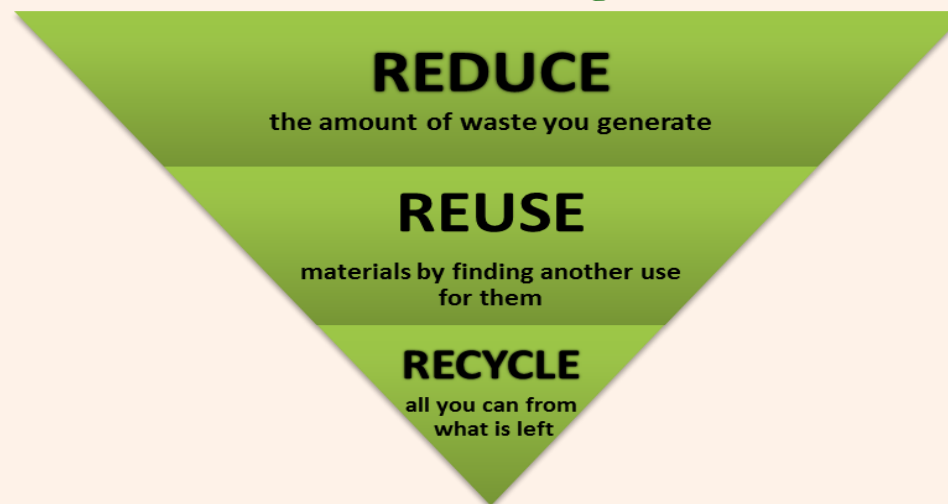 REDUCE
the amount of waste you generate
REUSE
materials by finding another use
for them
RECYCLE
all you can from
what is left